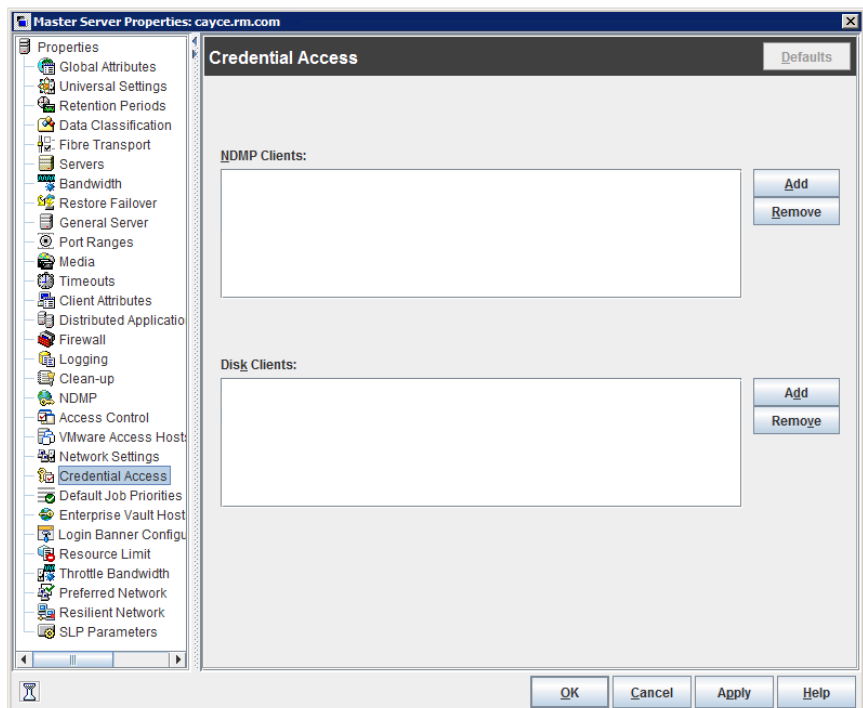 Master Server Properties: cayce.rm.com
Properties
Global Attributes
Universal Settings
Retention Periods
Data Classification
Fibre Transport
Servers
Bandwidth
Restore Failover
General Server
Port Ranges
Media
Timeouts
Client Attributes
Distributed Applicatio
Firewall
Logging
Clean-up
NDMP
Access Control
VMware Access Hosts
Network Settings
Credential Access
Default Job Priorities
Enterprise Vault Host
Login Banner Configu
Resource Limit
Throttle Bandwidth
Preferred Network
Resilient Network
SLP Parameters
Credential Access
Defaults
NDMP Clients:
Add
Remove
Disk Clients:
Add
Remove
OK
Cancel
Apply
Help